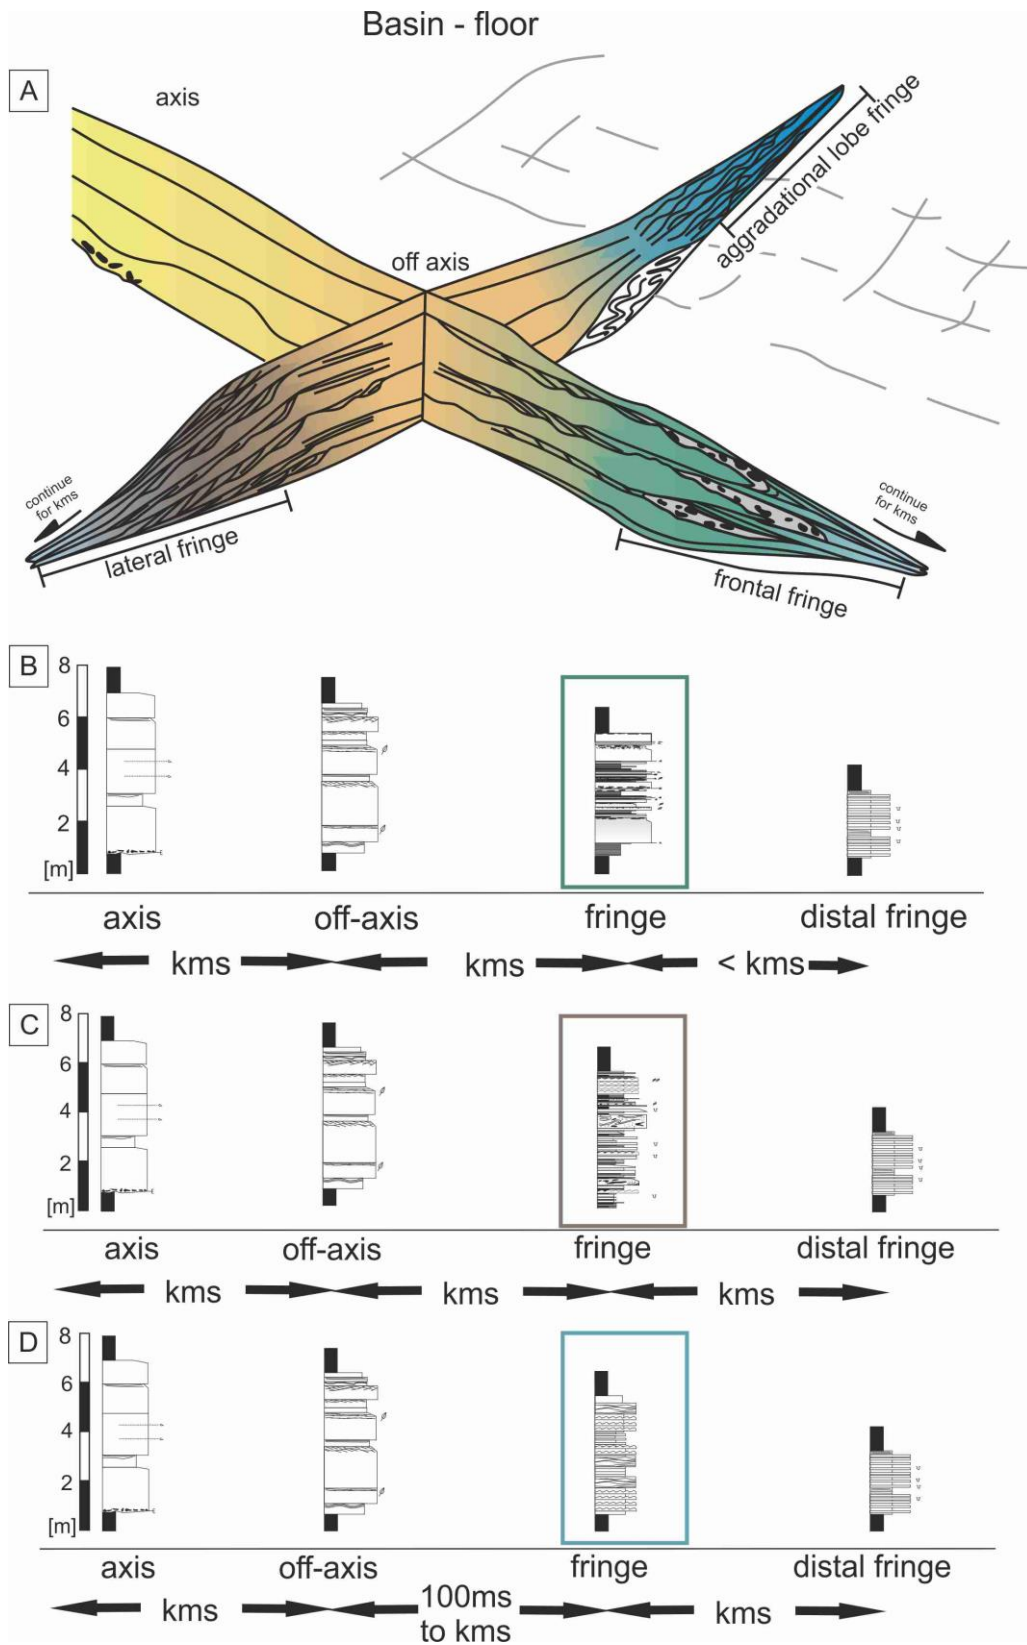 Basin - floor
A
axis
aggradational lobe fringe
off axis
continue
for kms
lateral fringe
continue
for kms
frontal fringe
B
8
6
4
2
[m]
axis
off-axis
fringe
distal fringe
kms
kms
< kms
C
8
6
4
2
[m]
axis
off-axis
fringe
distal fringe
kms
kms
kms
D
8
6
4
2
[m]
axis
off-axis
fringe
distal fringe
kms
100ms
to kms
kms